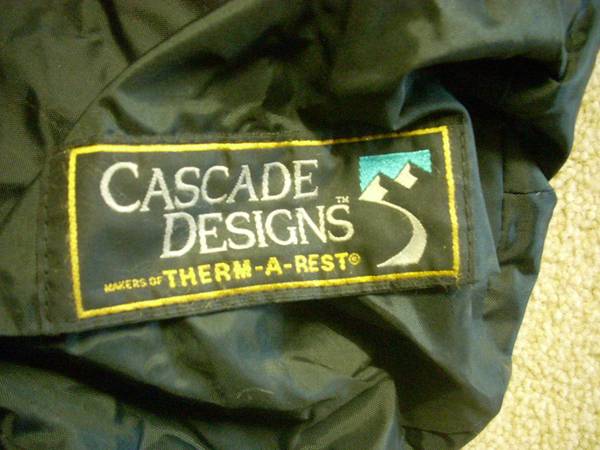 CASCADE
DESIGNS™
MAKERS OF THERM-A-REST®